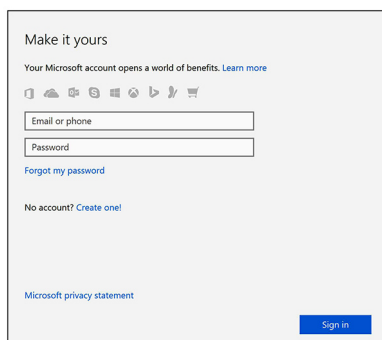 Make it yours
Your Microsoft account opens a world of benefits. Learn more
Email or phone
Password
Forgot my password
No account? Create one!
Microsoft privacy statement
Sign in